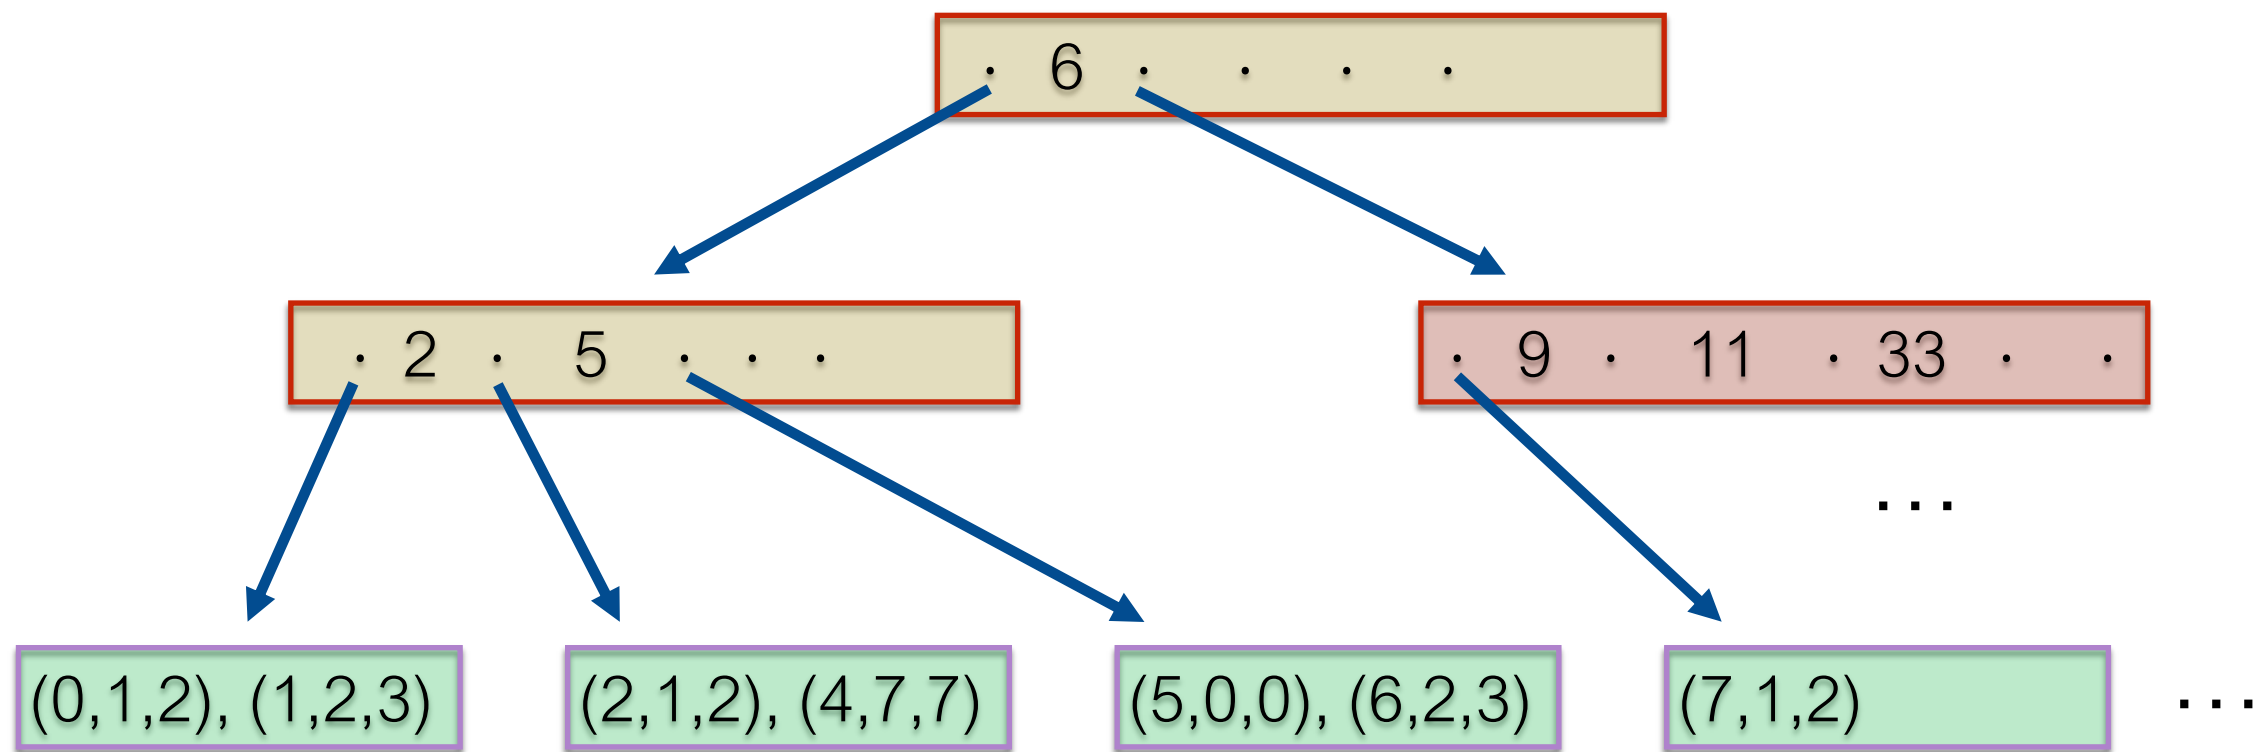 · 6 · · · ·
· 2 · 5 · · ·
· 9 · 11 · 33 · ·
...
(0,1,2), (1,2,3)
(2,1,2), (4,7,7)
(5,0,0), (6,2,3)
(7,1,2)
...